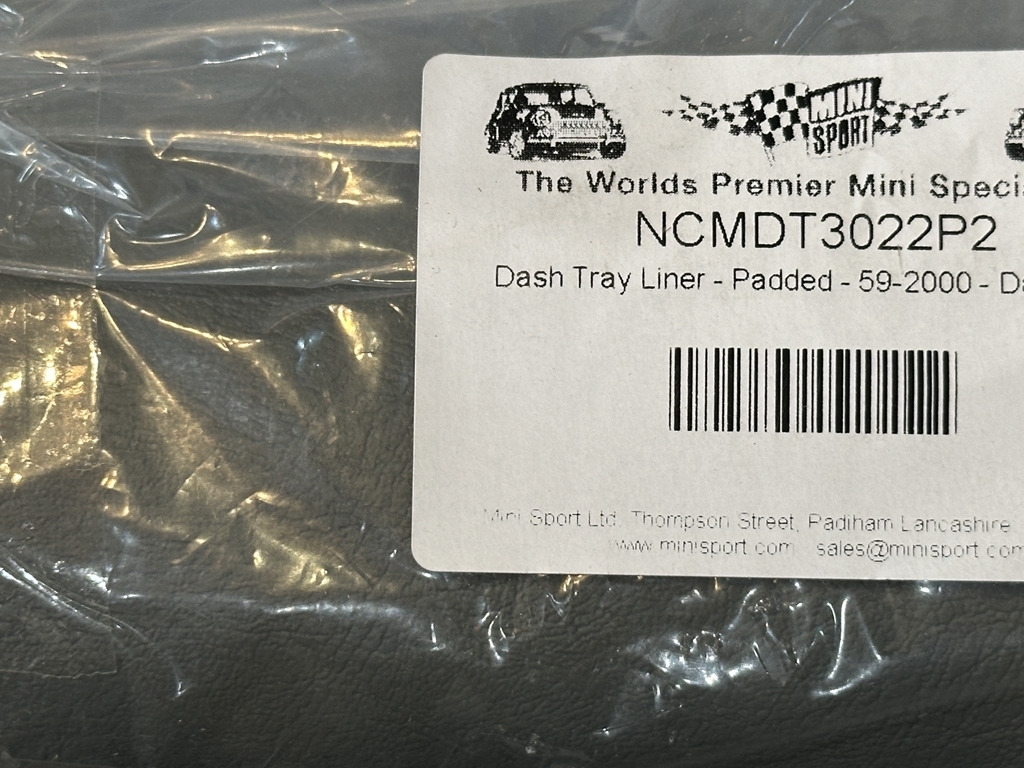 MINI
SPORT
The Worlds Premier Mini Speci
NCMDT3022P2
Dash Tray Liner - Padded - 59-2000 - Da
Mini Sport Ltd. Thompson Street, Padiham Lancashire
www.minisport.com sales@minisport.com